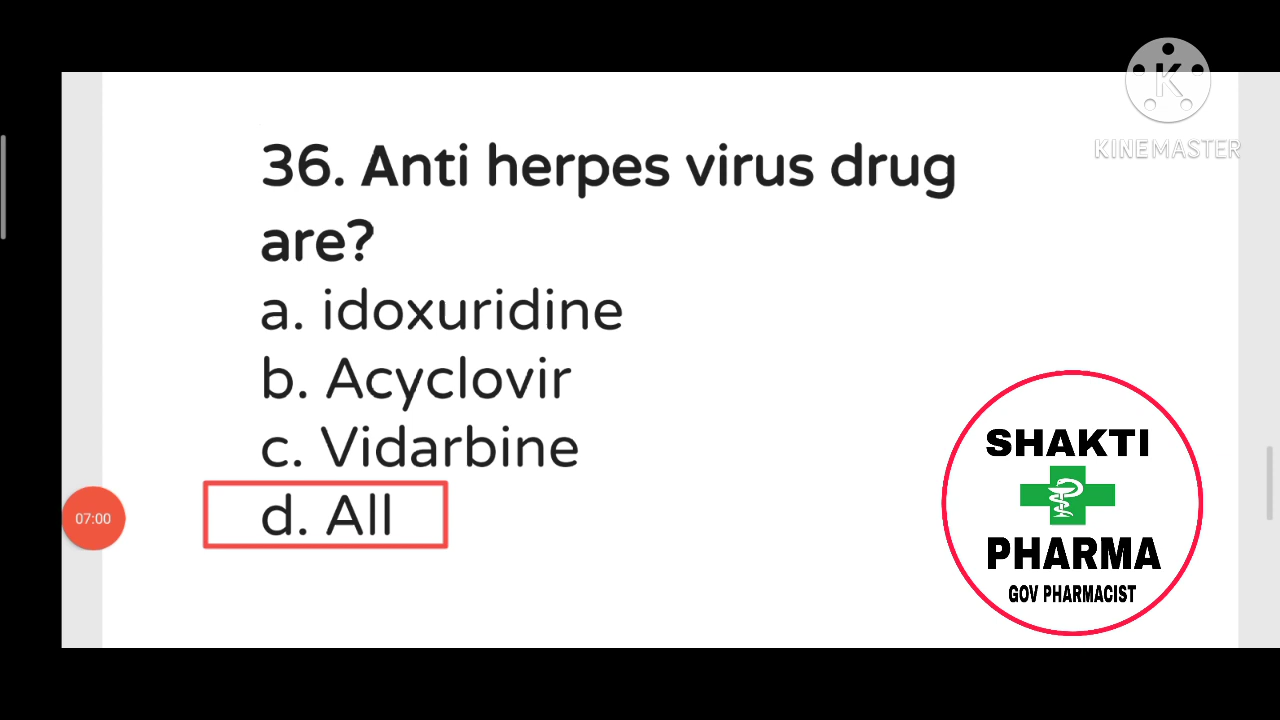 K
KINEMASTER
36. Anti herpes virus drug
are?
a. idoxuridine
b. Acyclovir
c. Vidarbine
d. All
07:00
SHAKTI
PHARMA
GOV PHARMACIST